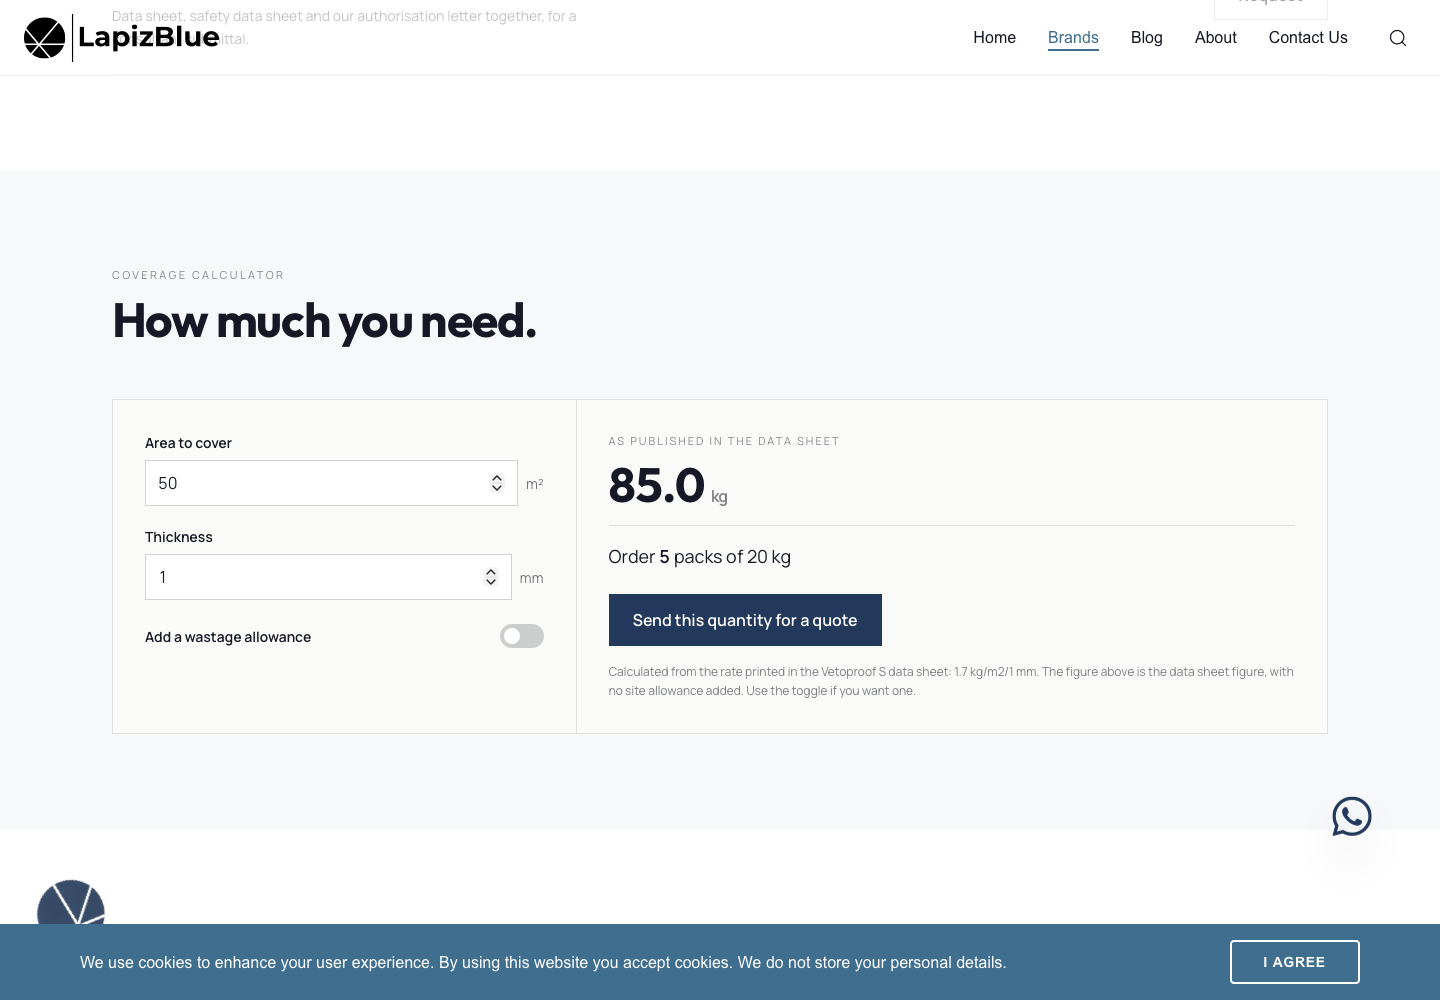 Data sheet, safety data sheet and our authorisation letter together, for a
LapizBlue
Home
Brands
Blog
About
Contact Us
COVERAGE CALCULATOR
How much you need.
Area to cover
50
m²
Thickness
1
mm
Add a wastage allowance
AS PUBLISHED IN THE DATA SHEET
85.0 kg
Order 5 packs of 20 kg
Send this quantity for a quote
Calculated from the rate printed in the Vetoproof S data sheet: 1.7 kg/m2/1 mm. The figure above is the data sheet figure, with
no site allowance added. Use the toggle if you want one.
We use cookies to enhance your user experience. By using this website you accept cookies. We do not store your personal details.
I AGREE